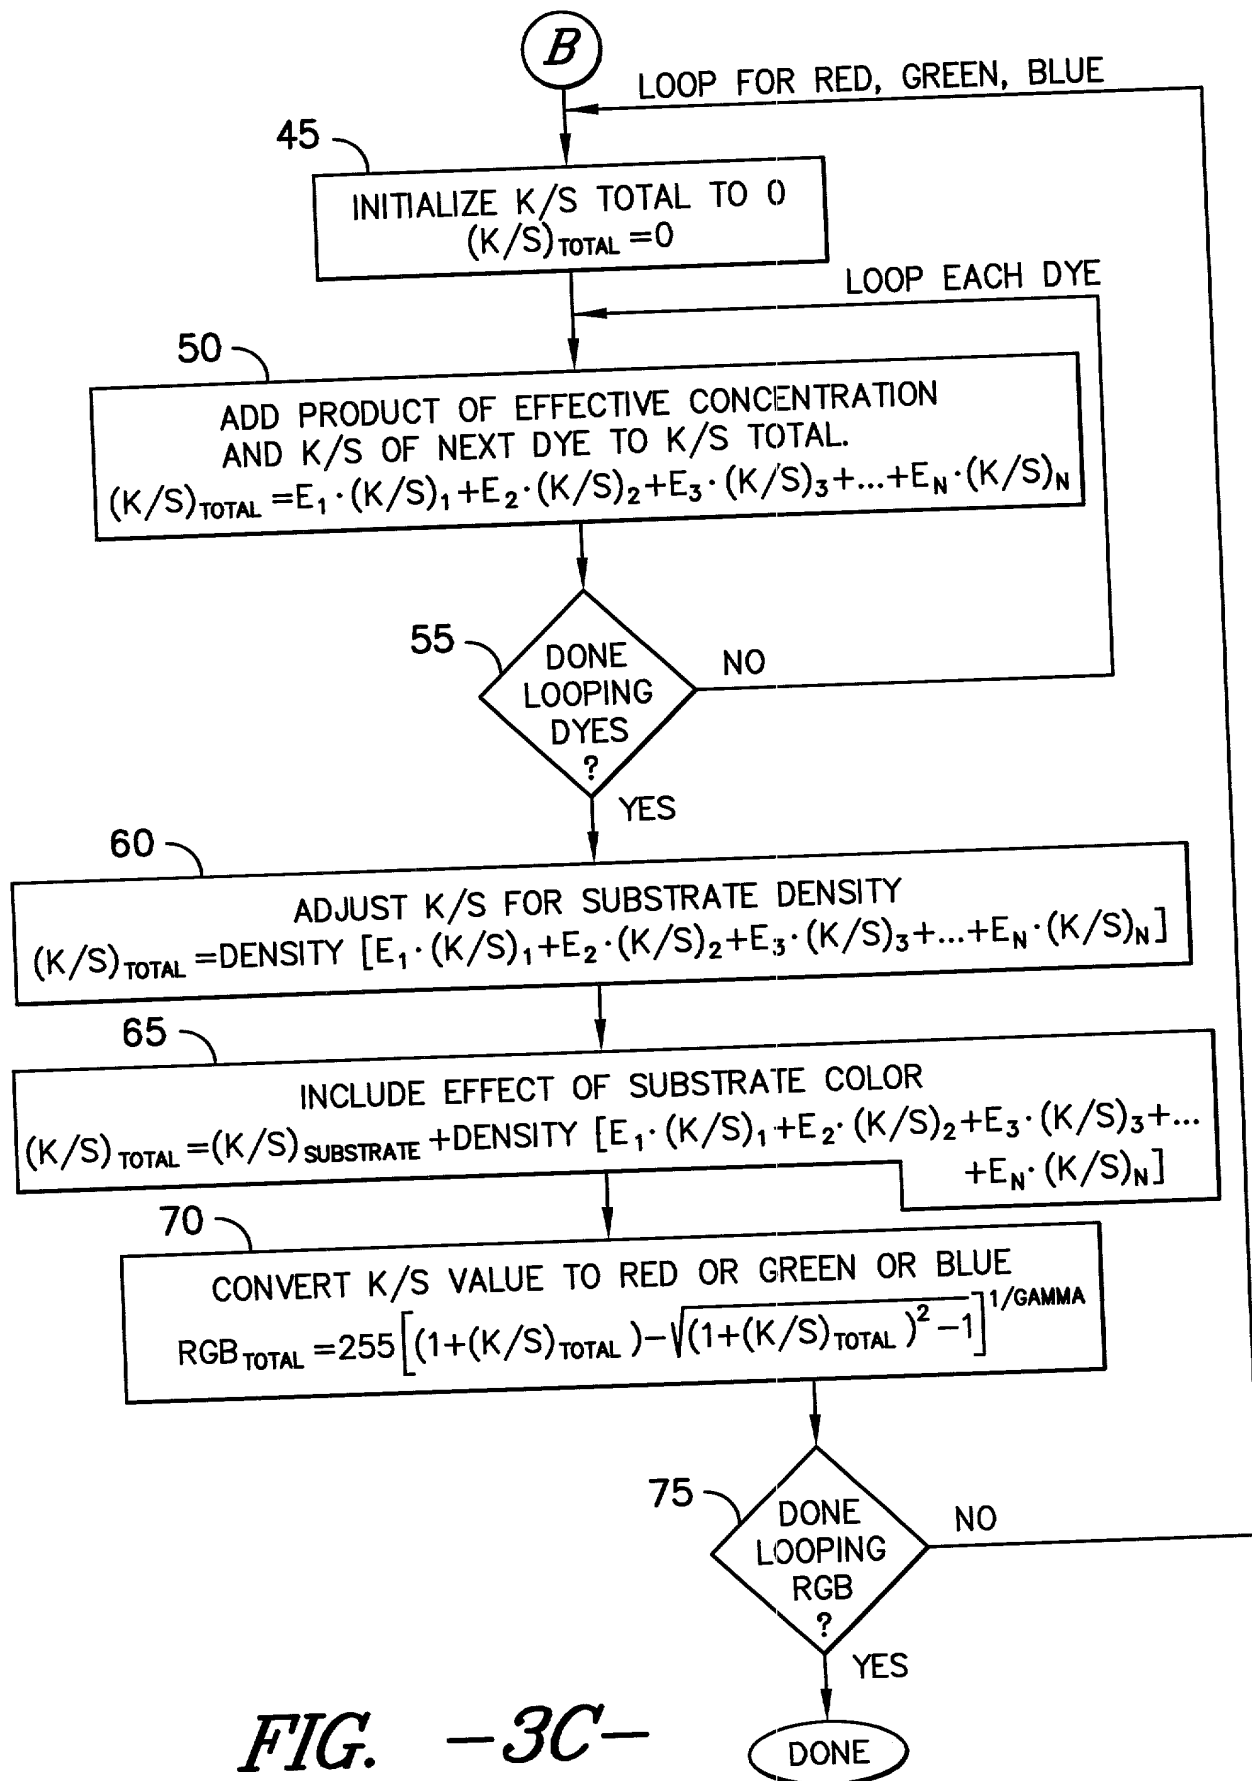 B
LOOP FOR RED, GREEN, BLUE
45
INITIALIZE K/S TOTAL TO 0
(K/S)TOTAL =0
LOOP EACH DYE
50
ADD PRODUCT OF EFFECTIVE CONCENTRATION
AND K/S OF NEXT DYE TO K/S TOTAL.
(K/S)TOTAL =E1·(K/S)1+E2·(K/S)2+E3·(K/S)3+...+EN·(K/S)N
55
DONE
LOOPING
DYES
?
NO
YES
60
ADJUST K/S FOR SUBSTRATE DENSITY
(K/S)TOTAL =DENSITY [E1·(K/S)1+E2·(K/S)2+E3·(K/S)3+...+EN·(K/S)N]
65
INCLUDE EFFECT OF SUBSTRATE COLOR
(K/S)TOTAL =(K/S)SUBSTRATE +DENSITY [E1·(K/S)1+E2·(K/S)2+E3·(K/S)3+...
+EN·(K/S)N]
70
CONVERT K/S VALUE TO RED OR GREEN OR BLUE
RGBTOTAL =255[(1+(K/S)TOTAL )-√(1+(K/S)TOTAL )²-1]1/GAMMA
75
DONE
LOOPING
RGB
?
NO
YES
DONE
FIG. -3C-